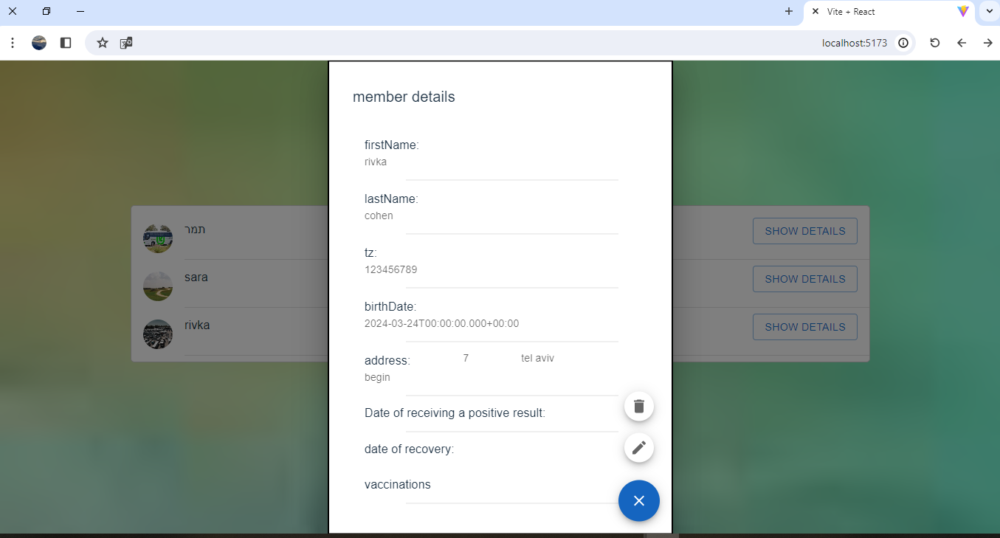 Vite + React
localhost:5173
member details
firstName:
rivka
lastName:
cohen
tz:
123456789
birthDate:
2024-03-24T00:00:00.000+00:00
address: 7 tel aviv
begin
Date of receiving a positive result:
date of recovery:
vaccinations
תמר
SHOW DETAILS
sara
SHOW DETAILS
rivka
SHOW DETAILS